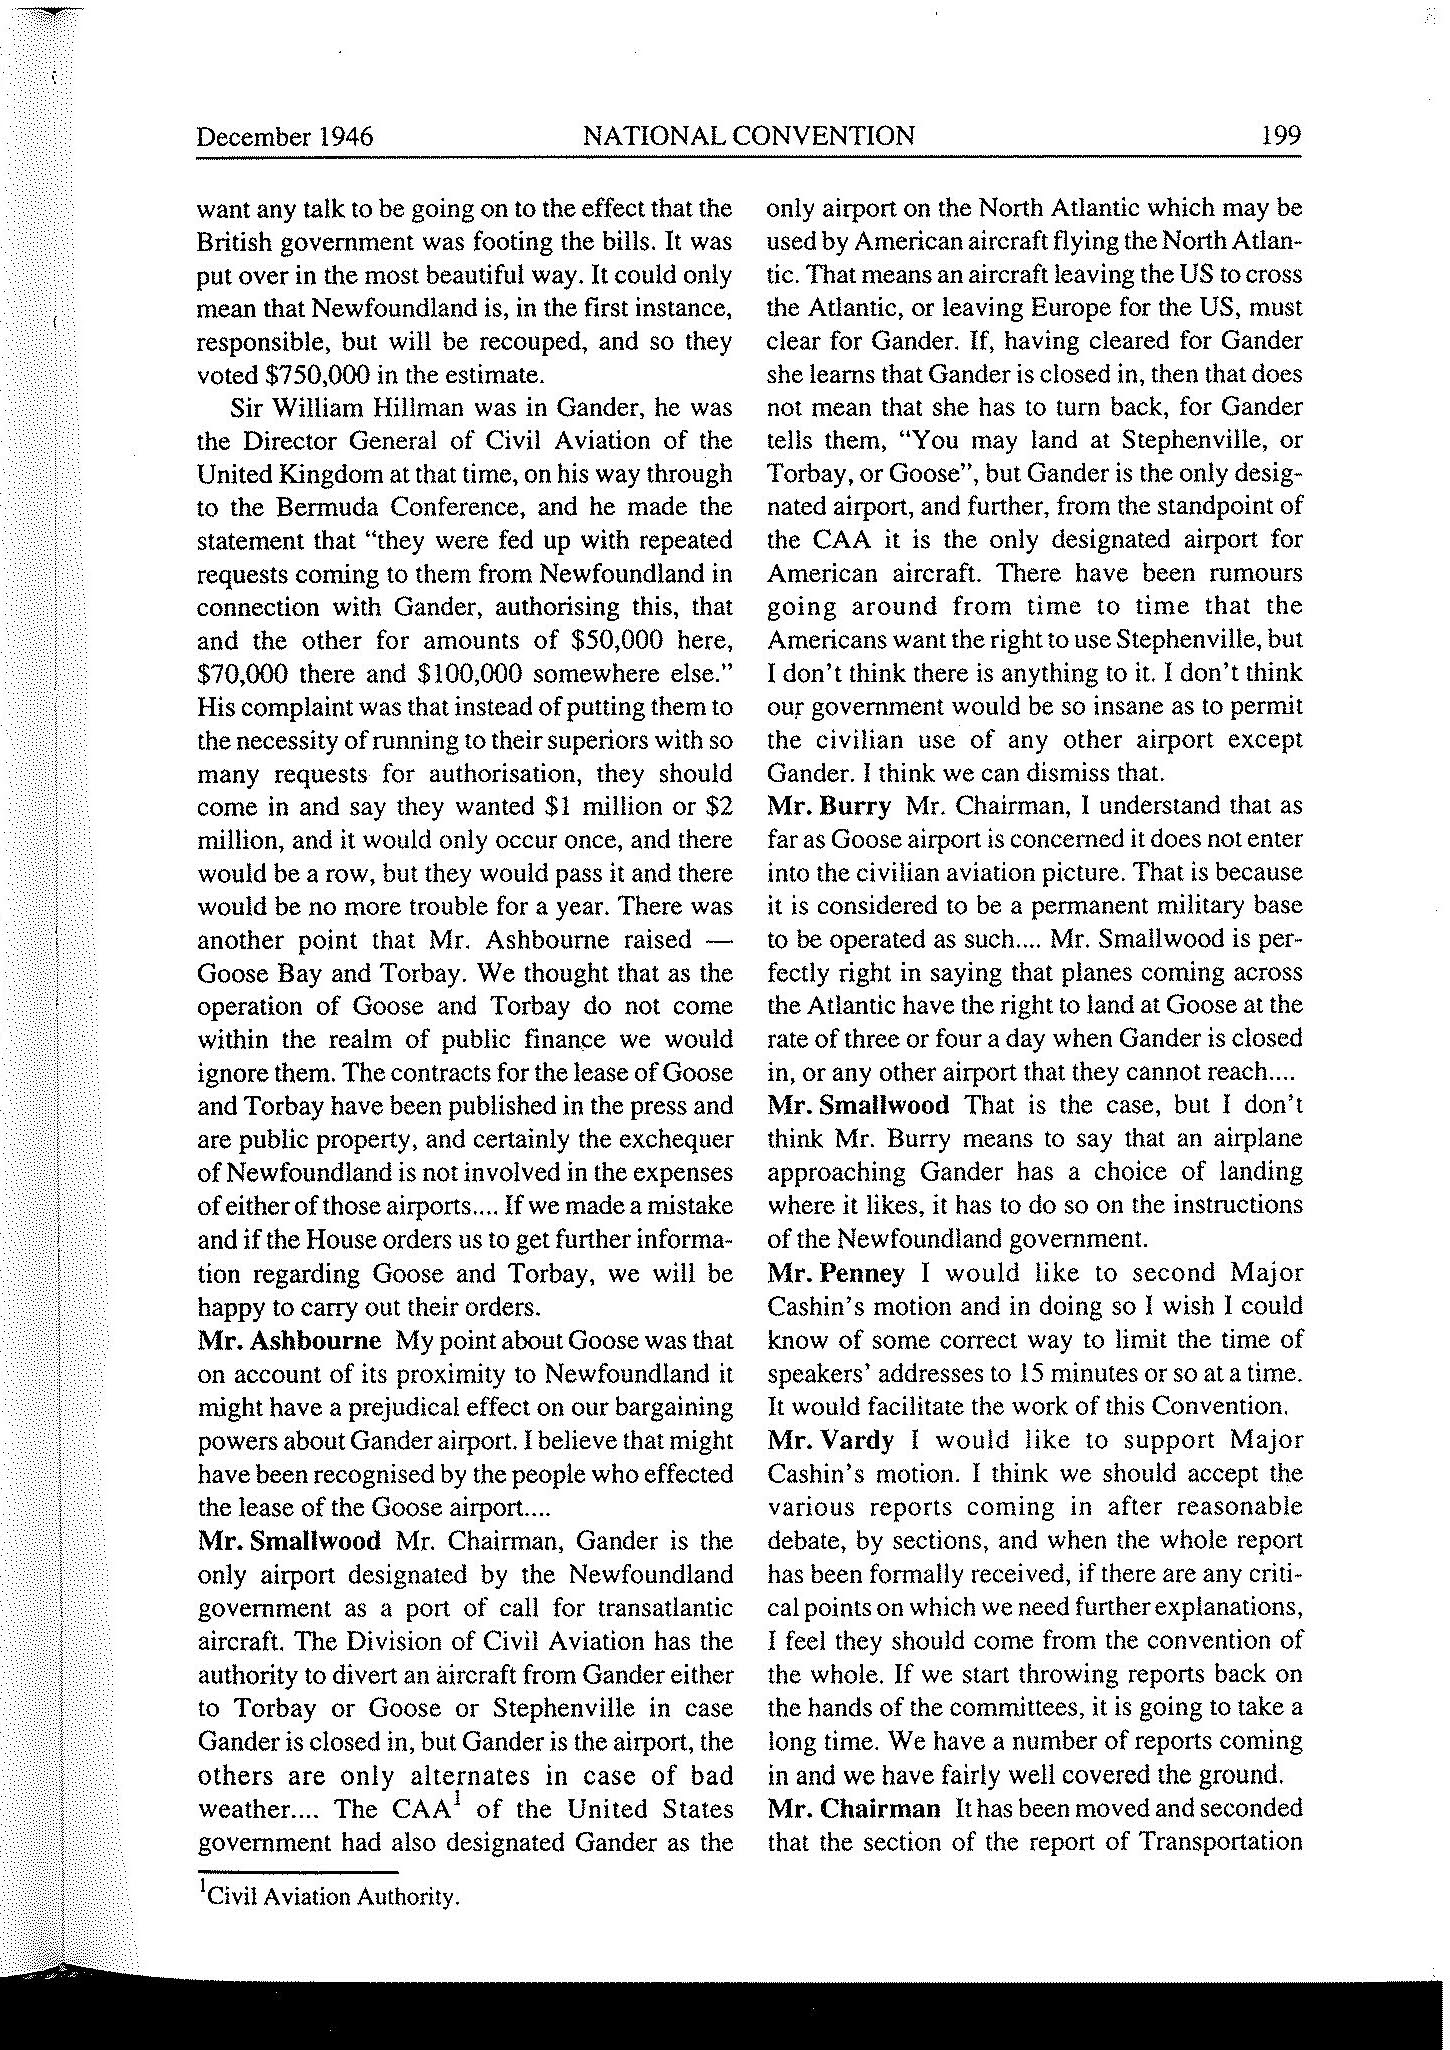 December 1946 NATIONAL CONVENTION 199
want any talk to be going on to the effect that the
British government was footing the bills. It was
put over in the most beautiful way. It could only
mean that Newfoundland is, in the first instance,
responsible, but will be recouped, and so they
voted $750,000 in the estimate.
Sir William Hillman was in Gander, he was
the Director General of Civil Aviation of the
United Kingdom at that time, on his way through
to the Bermuda Conference, and he made the
statement that “they were fed up with repeated
requests coming to them from Newfoundland in
connection with Gander, authorising this, that
and the other for amounts of $50,000 here,
$70,000 there and $100,000 somewhere else.”
His complaint was that instead of putting them to
the necessity of running to their superiors with so
many requests for authorisation, they should
come in and say they wanted $1 million or $2
million, and it would only occur once, and there
would be a row, but they would pass it and there
would be no more trouble for a year. There was
another point that Mr. Ashbourne raised —
Goose Bay and Torbay. We thought that as the
operation of Goose and Torbay do not come
within the realm of public finance we would
ignore them. The contracts for the lease of Goose
and Torbay have been published in the press and
are public property, and certainly the exchequer
of Newfoundland is not involved in the expenses
of either of those airports.... If we made a mistake
and if the House orders us to get further informa-
tion regarding Goose and Torbay, we will be
happy to carry out their orders.
Mr. Ashbourne My point about Goose was that
on account of its proximity to Newfoundland it
might have a prejudical effect on our bargaining
powers about Gander airport. I believe that might
have been recognised by the people who effected
the lease of the Goose airport....
Mr. Smallwood Mr. Chairman, Gander is the
only airport designated by the Newfoundland
government as a port of call for transatlantic
aircraft. The Division of Civil Aviation has the
authority to divert an aircraft from Gander either
to Torbay or Goose or Stephenville in case
Gander is closed in, but Gander is the airport, the
others are only alternates in case of bad
weather.... The CAA¹ of the United States
government had also designated Gander as the
only airport on the North Atlantic which may be
used by American aircraft flying the North Atlan-
tic. That means an aircraft leaving the US to cross
the Atlantic, or leaving Europe for the US, must
clear for Gander. If, having cleared for Gander
she learns that Gander is closed in, then that does
not mean that she has to turn back, for Gander
tells them, “You may land at Stephenville, or
Torbay, or Goose”, but Gander is the only desig-
nated airport, and further, from the standpoint of
the CAA it is the only designated airport for
American aircraft. There have been rumours
going around from time to time that the
Americans want the right to use Stephenville, but
I don’t think there is anything to it. I don’t think
our government would be so insane as to permit
the civilian use of any other airport except
Gander. I think we can dismiss that.
Mr. Burry Mr. Chairman, I understand that as
far as Goose airport is concerned it does not enter
into the civilian aviation picture. That is because
it is considered to be a permanent military base
to be operated as such.... Mr. Smallwood is per-
fectly right in saying that planes coming across
the Atlantic have the right to land at Goose at the
rate of three or four a day when Gander is closed
in, or any other airport that they cannot reach....
Mr. Smallwood That is the case, but I don’t
think Mr. Burry means to say that an airplane
approaching Gander has a choice of landing
where it likes, it has to do so on the instructions
of the Newfoundland government.
Mr. Penney I would like to second Major
Cashin’s motion and in doing so I wish I could
know of some correct way to limit the time of
speakers’ addresses to 15 minutes or so at a time.
It would facilitate the work of this Convention.
Mr. Vardy I would like to support Major
Cashin’s motion. I think we should accept the
various reports coming in after reasonable
debate, by sections, and when the whole report
has been formally received, if there are any criti-
cal points on which we need further explanations,
I feel they should come from the convention of
the whole. If we start throwing reports back on
the hands of the committees, it is going to take a
long time. We have a number of reports coming
in and we have fairly well covered the ground.
Mr. Chairman It has been moved and seconded
that the section of the report of Transportation
¹Civil Aviation Authority.